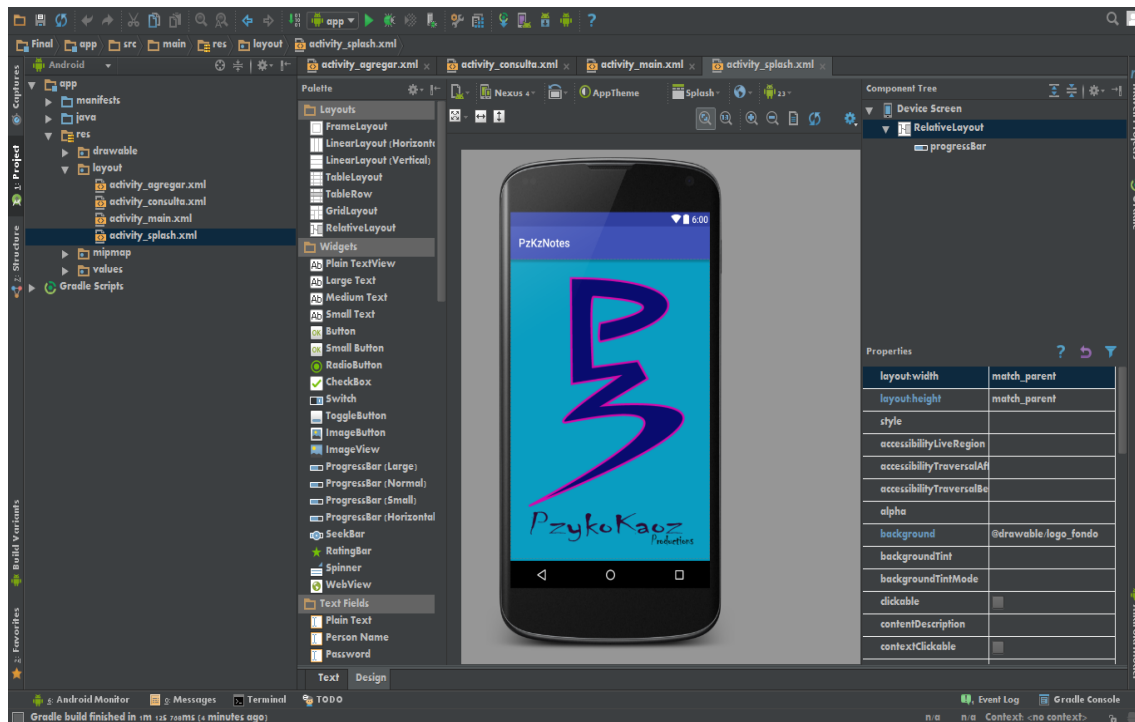 app
Final app src main res layout activity_splash.xml
Android
activity_agregar.xml activity_consulta.xml activity_main.xml activity_splash.xml
Captures
1: Project
2: Structure
Build Variants
2: Favorites
app
manifests
java
res
drawable
layout
activity_agregar.xml
activity_consulta.xml
activity_main.xml
activity_splash.xml
mipmap
values
Gradle Scripts
Palette
Layouts
FrameLayout
LinearLayout (Horizonta
LinearLayout (Vertical)
TableLayout
TableRow
GridLayout
RelativeLayout
Widgets
Plain TextView
Large Text
Medium Text
Small Text
Button
Small Button
RadioButton
CheckBox
Switch
ToggleButton
ImageButton
ImageView
ProgressBar (Large)
ProgressBar (Normal)
ProgressBar (Small)
ProgressBar (Horizontal
SeekBar
RatingBar
Spinner
WebView
Text Fields
Plain Text
Person Name
Password
Nexus 4 AppTheme Splash 23
6:00
PzKzNotes
PzykoKaoz
Productions
Component Tree
Device Screen
RelativeLayout
progressBar
Properties
layout:width match_parent
layout:height match_parent
style
accessibilityLiveRegion
accessibilityTraversalAf
accessibilityTraversalBe
alpha
background @drawable/logo_fondo
backgroundTint
backgroundTintMode
clickable
contentDescription
contextClickable
Text Design
6: Android Monitor 0: Messages Terminal TODO Event Log Gradle Console
Gradle build finished in 1m 12s 708ms (4 minutes ago) n/a n/a Context: <no context>